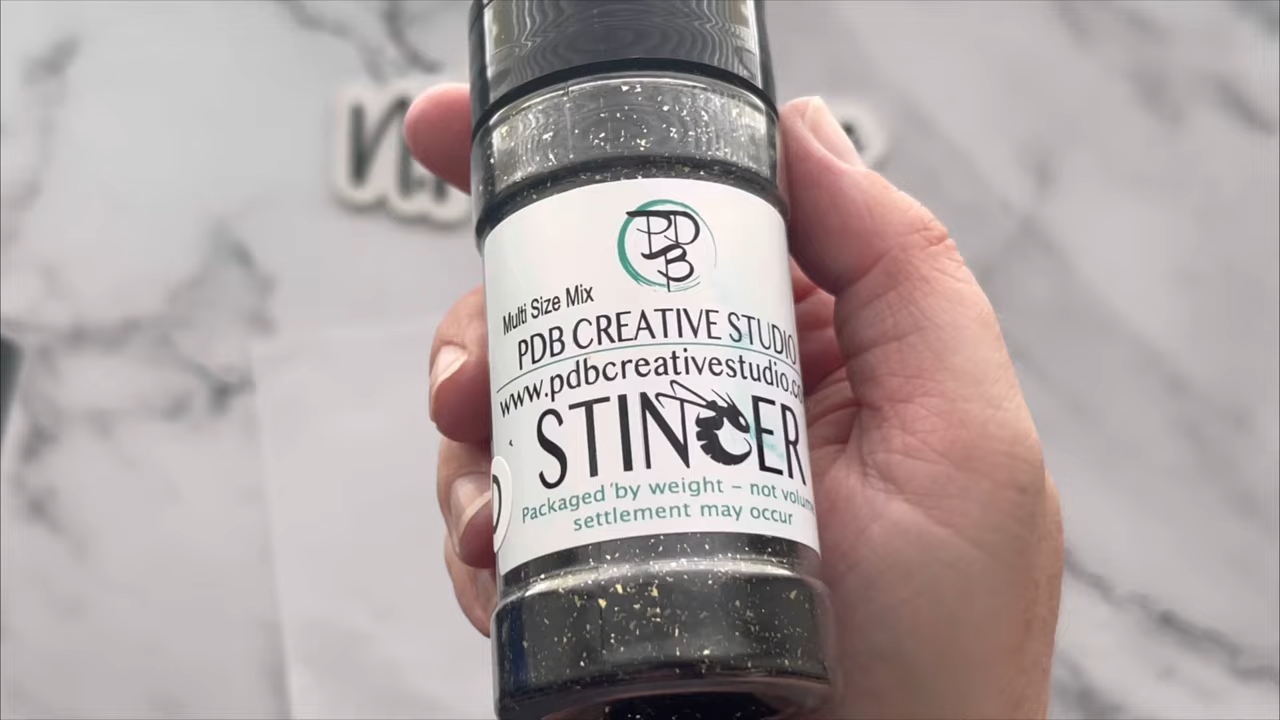 PDB
Multi Size Mix
PDB CREATIVE STUDIO
www.pdbcreativestudio.co
STINGER
Packaged by weight – not volume
settlement may occur